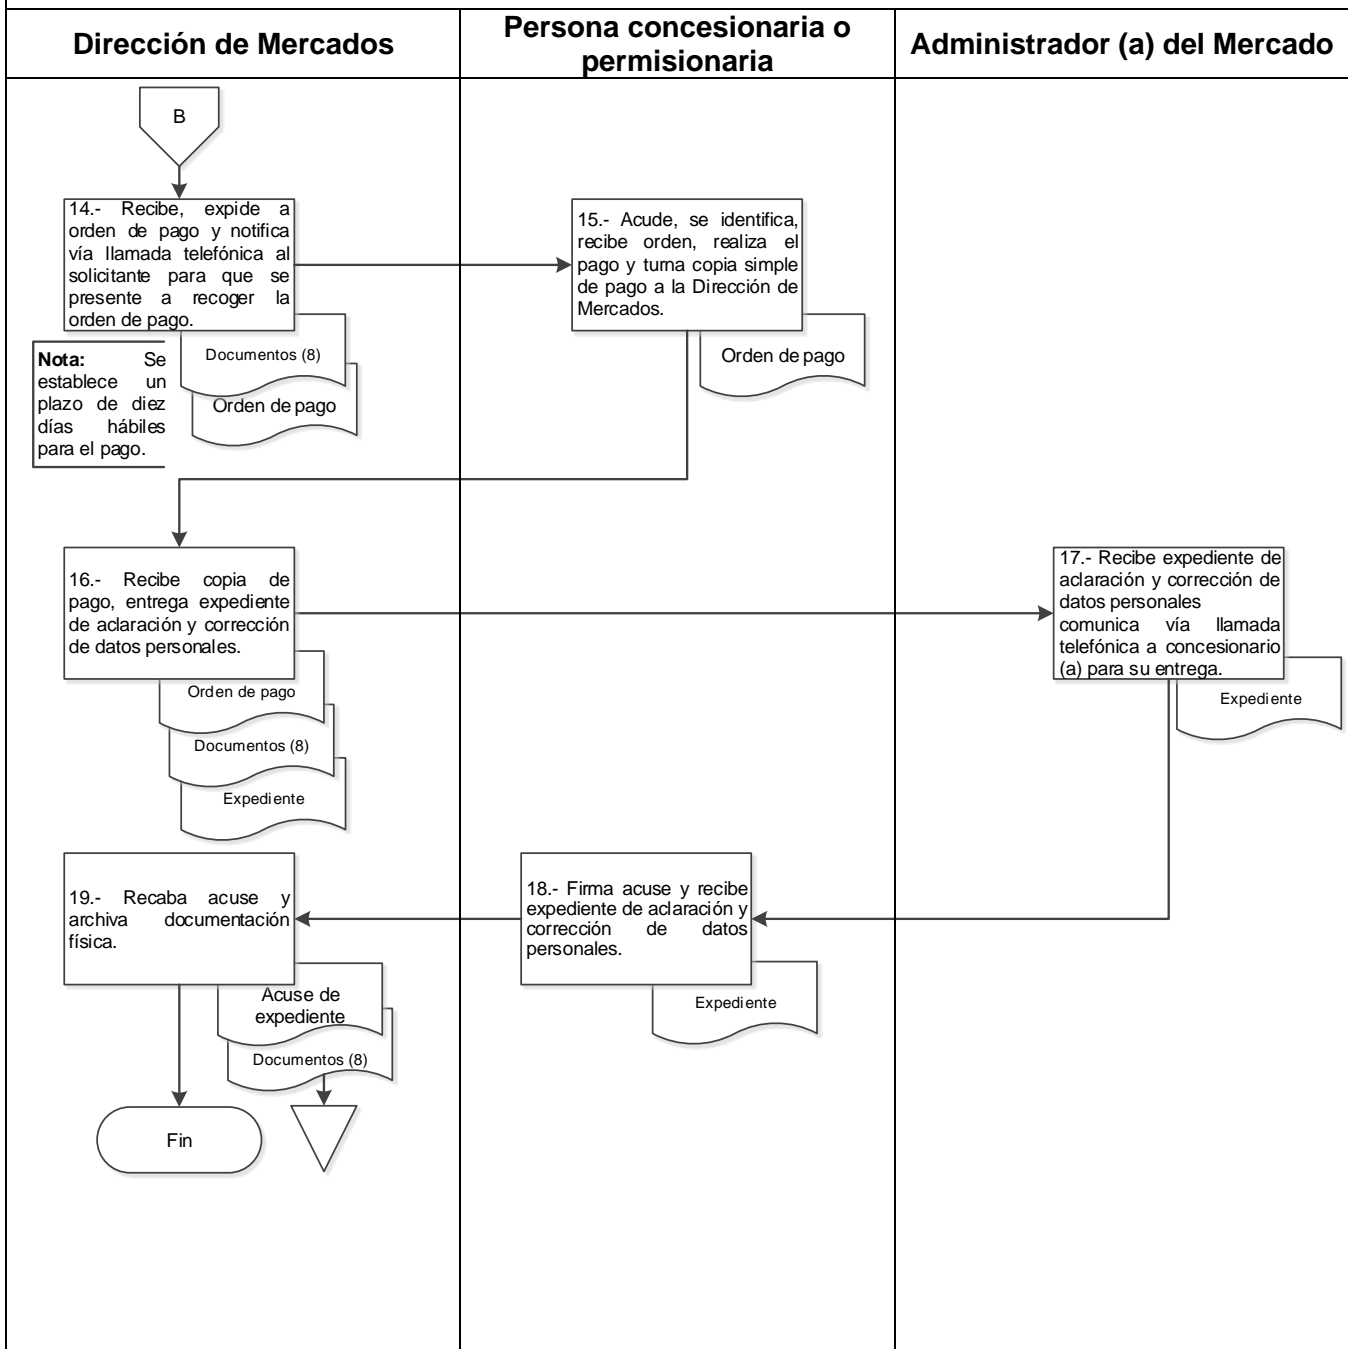 Dirección de Mercados
Persona concesionaria o
permisionaria
Administrador (a) del Mercado
B
14.- Recibe, expide a
orden de pago y notifica
vía llamada telefónica al
solicitante para que se
presente a recoger la
orden de pago.
Documentos (8)
Orden de pago
Nota: Se
establece un
plazo de diez
días hábiles
para el pago.
15.- Acude, se identifica,
recibe orden, realiza el
pago y turna copia simple
de pago a la Dirección de
Mercados.
Orden de pago
16.- Recibe copia de
pago, entrega expediente
de aclaración y corrección
de datos personales.
Orden de pago
Documentos (8)
Expediente
17.- Recibe expediente de
aclaración y corrección de
datos personales
comunica vía llamada
telefónica a concesionario
(a) para su entrega.
Expediente
18.- Firma acuse y recibe
expediente de aclaración y
corrección de datos
personales.
Expediente
19.- Recaba acuse y
archiva documentación
física.
Acuse de
expediente
Documentos (8)
Fin